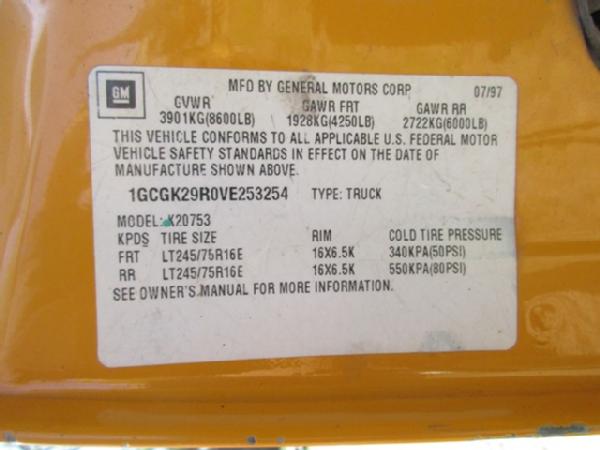 GM
MFD BY GENERAL MOTORS CORP 07/97
GVWR GAWR FRT GAWR RR
3901KG(8600LB) 1928KG(4250LB) 2722KG(6000LB)
THIS VEHICLE CONFORMS TO ALL APPLICABLE U.S. FEDERAL MOTOR
VEHICLE SAFETY STANDARDS IN EFFECT ON THE DATE OF
MANUFACTURE SHOWN ABOVE.
1GCGK29R0VE253254 TYPE: TRUCK
MODEL: K20753
KPDS TIRE SIZE RIM COLD TIRE PRESSURE
FRT LT245/75R16E 16X6.5K 340KPA(50PSI)
RR LT245/75R16E 16X6.5K 550KPA(80PSI)
SEE OWNER'S MANUAL FOR MORE INFORMATION.